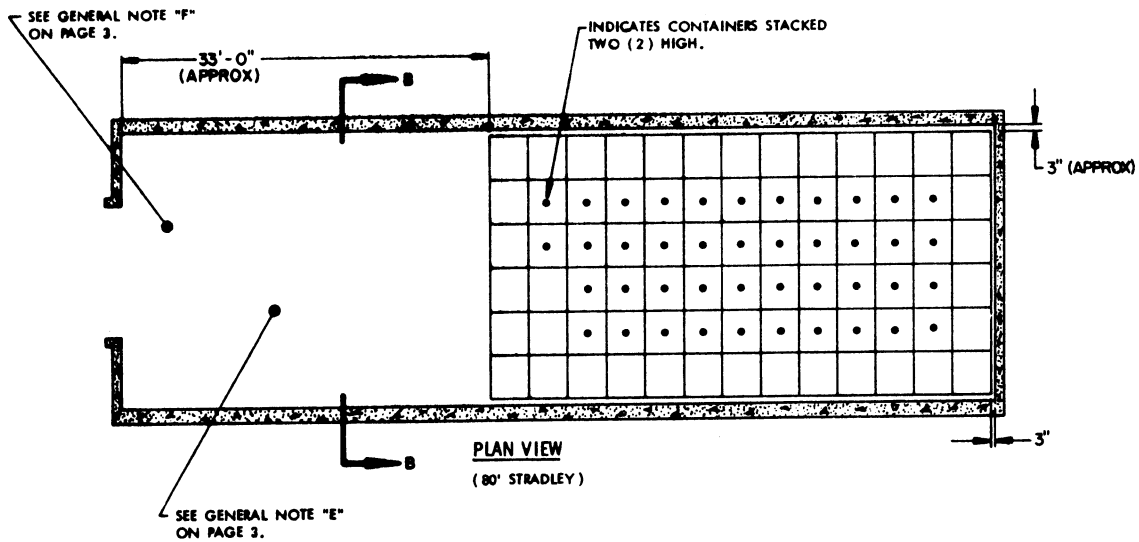 SEE GENERAL NOTE "F"
ON PAGE 3.
INDICATES CONTAINERS STACKED
TWO (2) HIGH.
33'-0"
(APPROX)
B
3" (APPROX)
B
3"
PLAN VIEW
(80' STRADLEY)
SEE GENERAL NOTE "E"
ON PAGE 3.